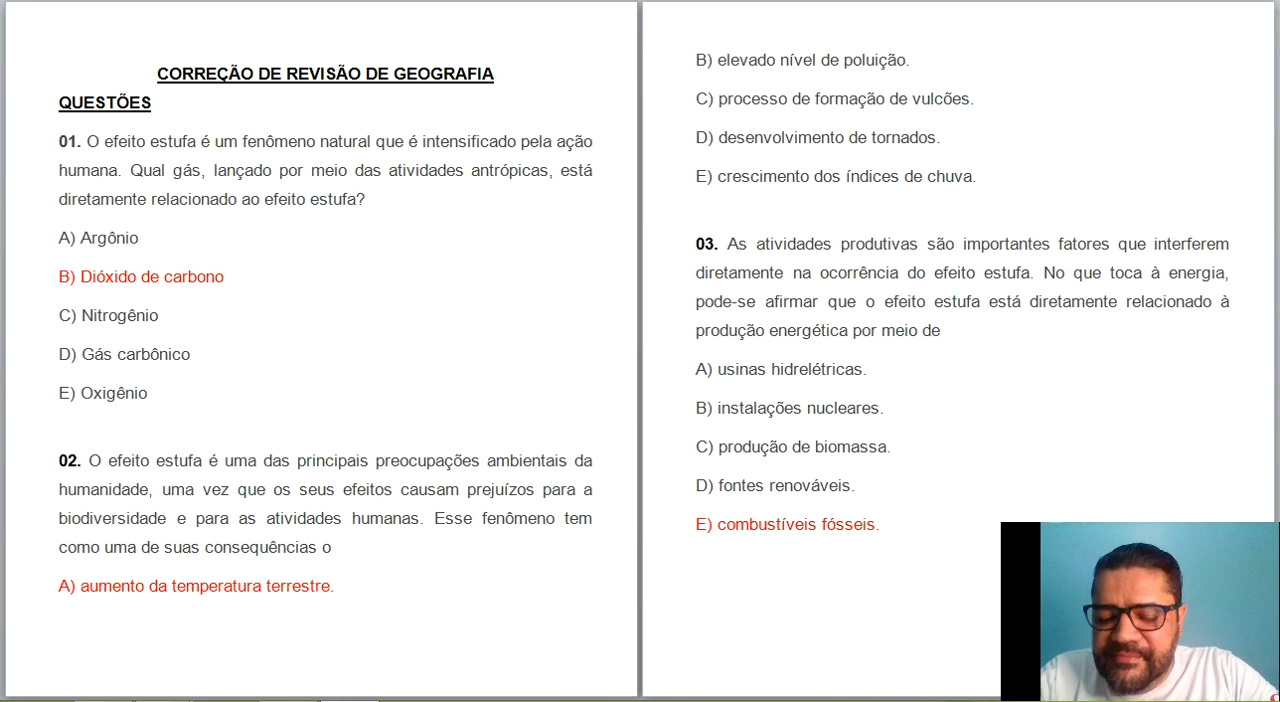 CORREÇÃO DE REVISÃO DE GEOGRAFIA
QUESTÕES
01. O efeito estufa é um fenômeno natural que é intensificado pela ação
humana. Qual gás, lançado por meio das atividades antrópicas, está
diretamente relacionado ao efeito estufa?
A) Argônio
B) Dióxido de carbono
C) Nitrogênio
D) Gás carbônico
E) Oxigênio
02. O efeito estufa é uma das principais preocupações ambientais da
humanidade, uma vez que os seus efeitos causam prejuízos para a
biodiversidade e para as atividades humanas. Esse fenômeno tem
como uma de suas consequências o
A) aumento da temperatura terrestre.
B) elevado nível de poluição.
C) processo de formação de vulcões.
D) desenvolvimento de tornados.
E) crescimento dos índices de chuva.
03. As atividades produtivas são importantes fatores que interferem
diretamente na ocorrência do efeito estufa. No que toca à energia,
pode-se afirmar que o efeito estufa está diretamente relacionado à
produção energética por meio de
A) usinas hidrelétricas.
B) instalações nucleares.
C) produção de biomassa.
D) fontes renováveis.
E) combustíveis fósseis.